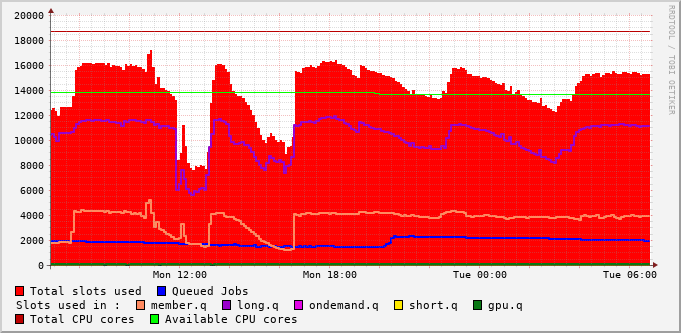 RRDTOOL / TOBI OETIKER
20000
18000
16000
14000
12000
10000
8000
6000
4000
2000
0
Mon 12:00 Mon 18:00 Tue 00:00 Tue 06:00
Total slots used Queued Jobs
Slots used in : member.q long.q ondemand.q short.q gpu.q
Total CPU cores Available CPU cores